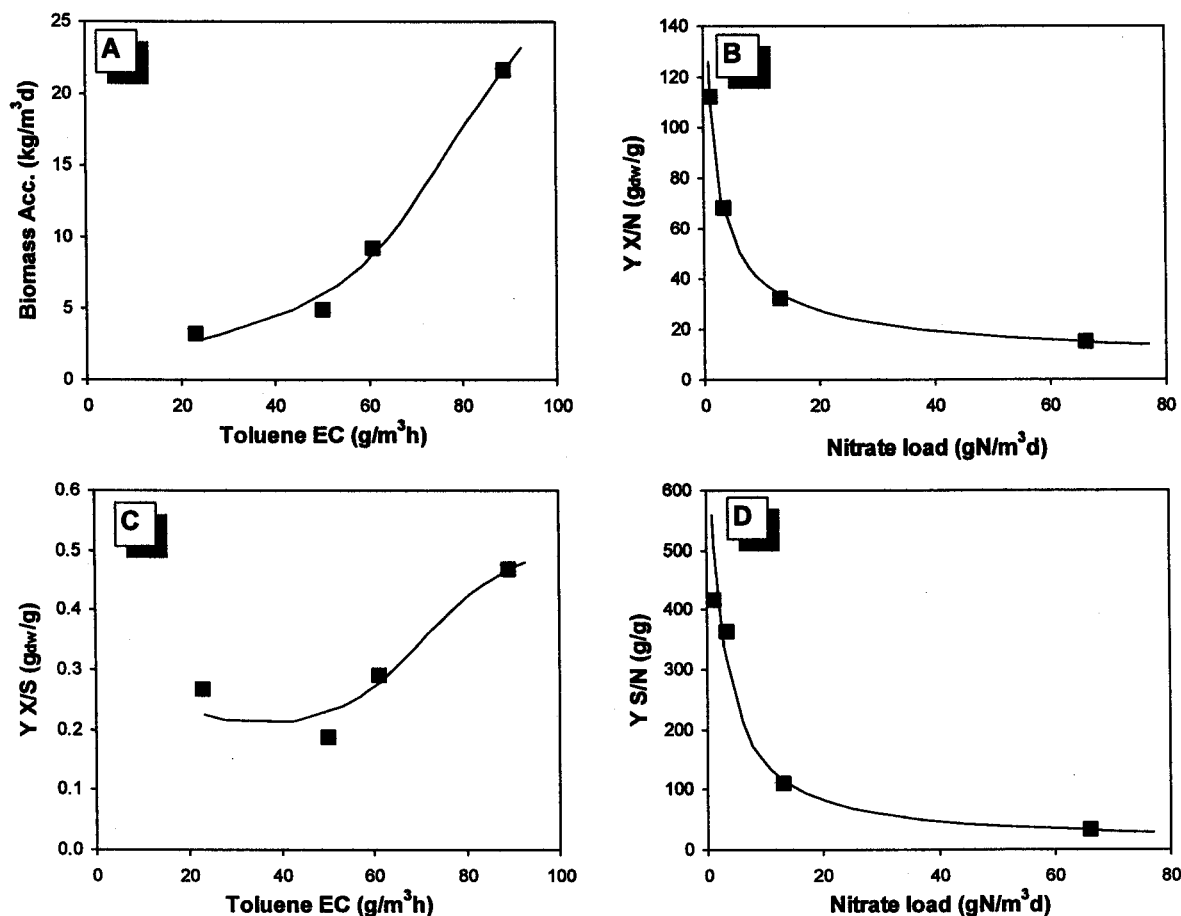 A
Biomass Acc. (kg/m³d)
25
20
15
10
5
0
0 20 40 60 80 100
Toluene EC (g/m³h)
B
Y X/N (gdw/g)
140
120
100
80
60
40
20
0
0 20 40 60 80
Nitrate load (gN/m³d)
C
Y X/S (gdw/g)
0.6
0.5
0.4
0.3
0.2
0.1
0.0
0 20 40 60 80 100
Toluene EC (g/m³h)
D
Y S/N (g/g)
600
500
400
300
200
100
0
0 20 40 60 80
Nitrate load (gN/m³d)